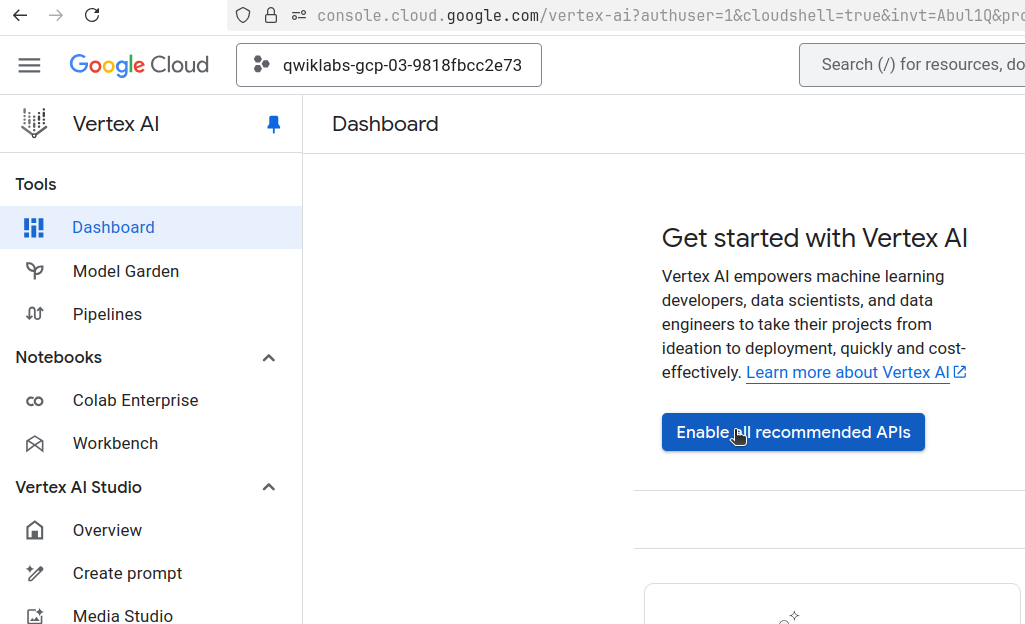 console.cloud.google.com/vertex-ai?authuser=1&cloudshell=true&invt=Abul1Q&pro
Google Cloud
qwiklabs-gcp-03-9818fbcc2e73
Search (/) for resources, do
Vertex AI
Dashboard
Tools
Dashboard
Model Garden
Pipelines
Notebooks
Colab Enterprise
Workbench
Vertex AI Studio
Overview
Create prompt
Media Studio
Get started with Vertex AI
Vertex AI empowers machine learning
developers, data scientists, and data
engineers to take their projects from
ideation to deployment, quickly and cost-
effectively. Learn more about Vertex AI
Enable all recommended APIs